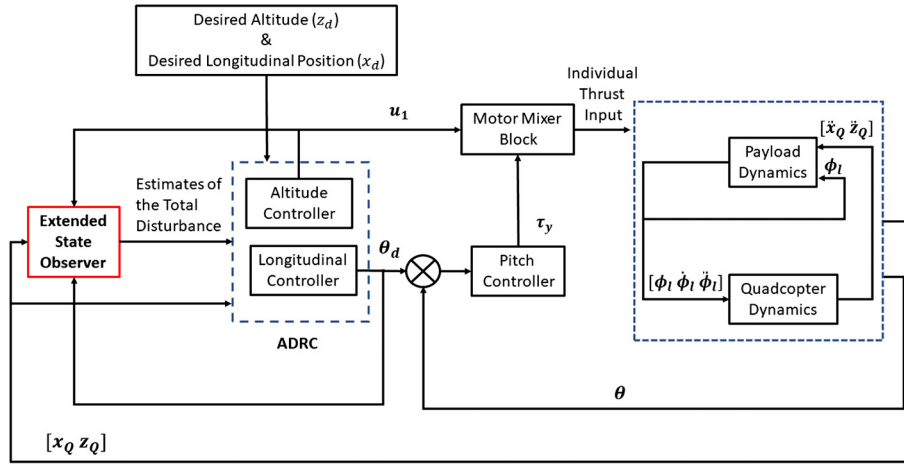 Desired Altitude (z_d)
&
Desired Longitudinal Position (x_d)
Individual
Thrust
Input
u_1
Motor Mixer
Block
[ẍ_Q z̈_Q]
Payload
Dynamics
ϕ_l
Estimates of
the Total
Disturbance
Altitude
Controller
Extended
State
Observer
τ_y
θ_d
Longitudinal
Controller
Pitch
Controller
[ϕ_l ϕ̇_l ϕ̈_l]
Quadcopter
Dynamics
ADRC
θ
[x_Q z_Q]